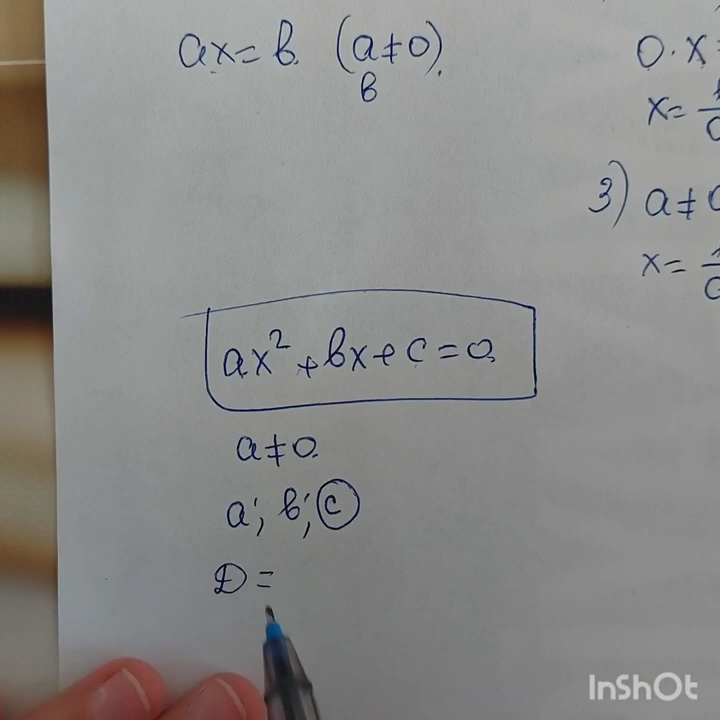 ax = b (a ≠ 0)
b
0 · x =
x =
3) a ≠
x =
ax² + bx + c = 0
a ≠ 0.
a; b; c
D =
InShOt